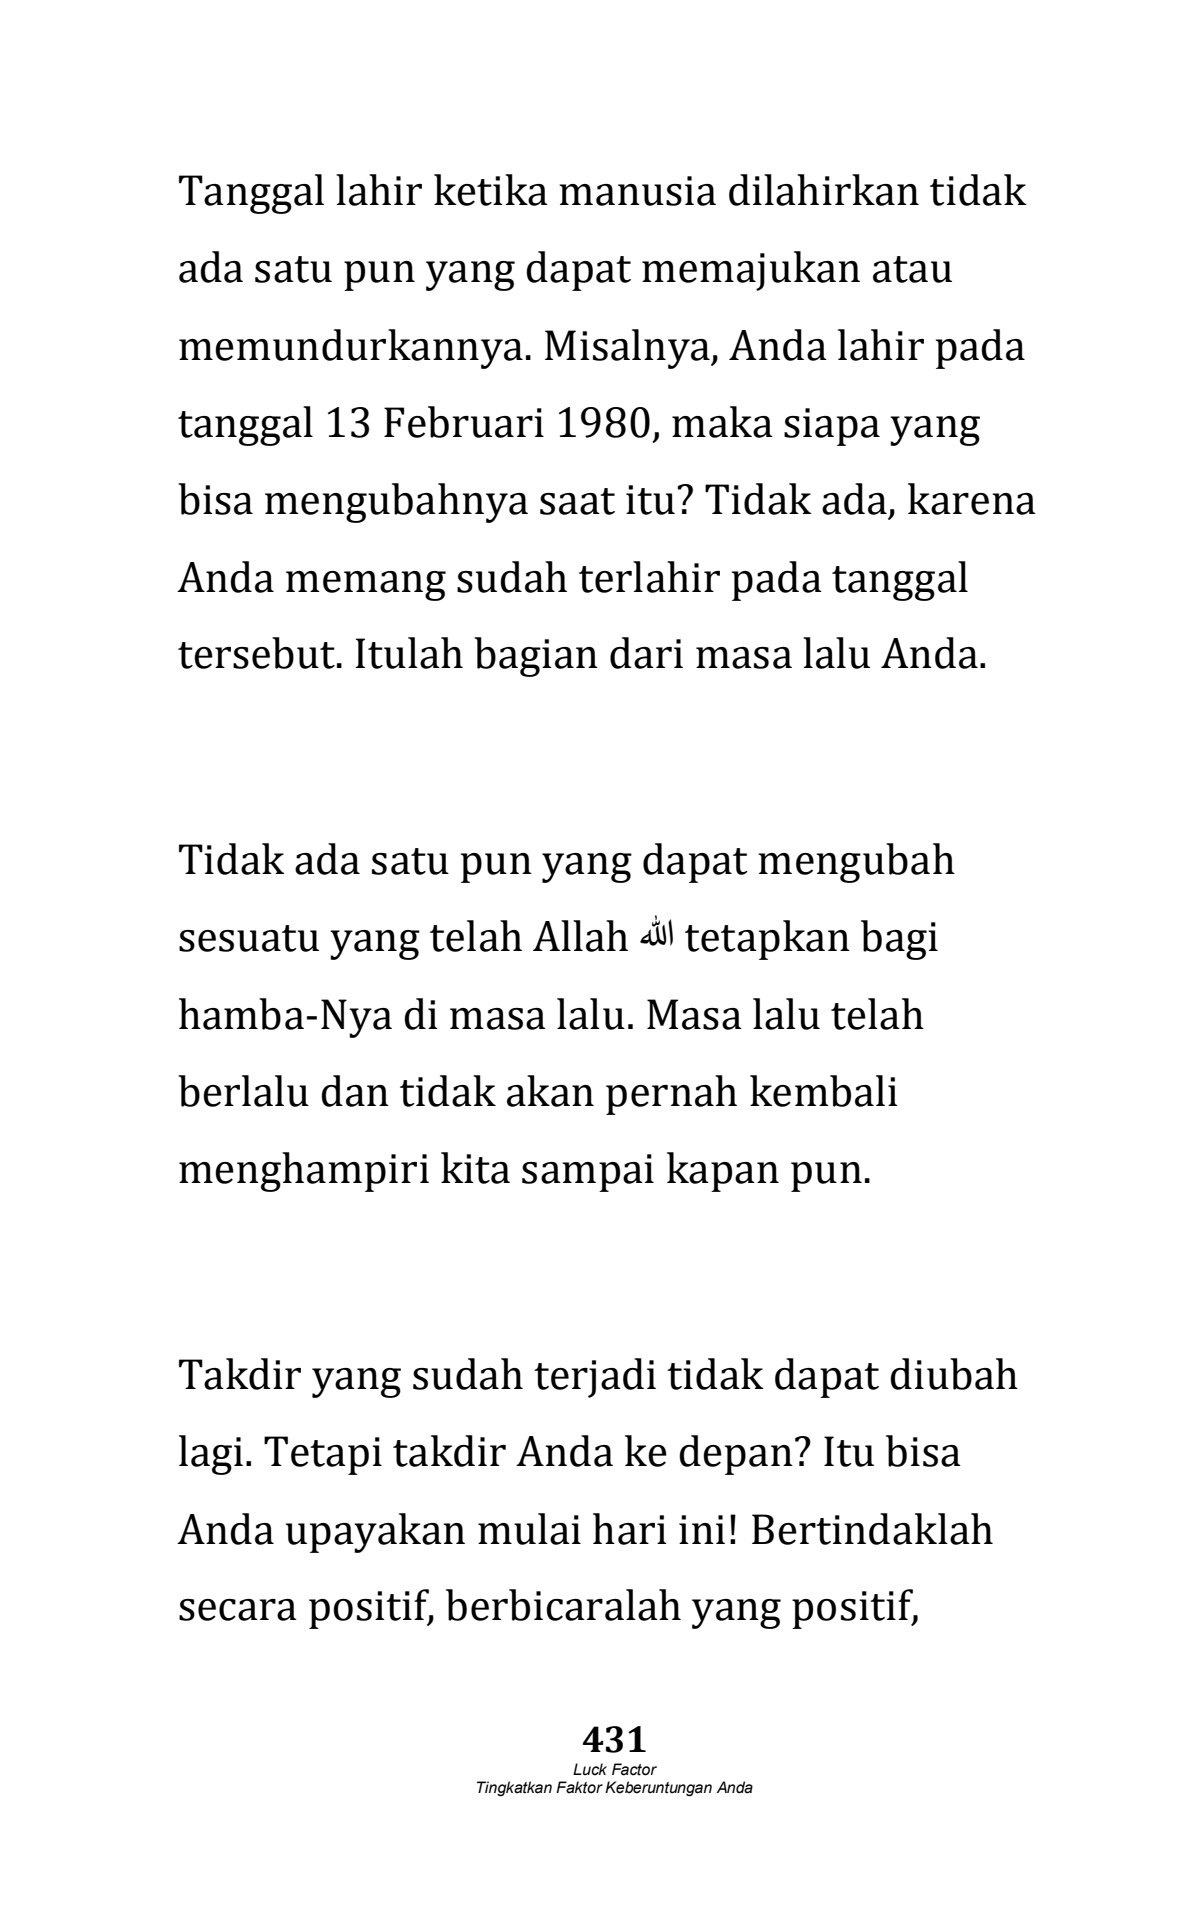 Tanggal lahir ketika manusia dilahirkan tidak
ada satu pun yang dapat memajukan atau
memundurkannya. Misalnya, Anda lahir pada
tanggal 13 Februari 1980, maka siapa yang
bisa mengubahnya saat itu? Tidak ada, karena
Anda memang sudah terlahir pada tanggal
tersebut. Itulah bagian dari masa lalu Anda.
Tidak ada satu pun yang dapat mengubah
sesuatu yang telah Allah ﷲ tetapkan bagi
hamba-Nya di masa lalu. Masa lalu telah
berlalu dan tidak akan pernah kembali
menghampiri kita sampai kapan pun.
Takdir yang sudah terjadi tidak dapat diubah
lagi. Tetapi takdir Anda ke depan? Itu bisa
Anda upayakan mulai hari ini! Bertindaklah
secara positif, berbicaralah yang positif,
431
Luck Factor
Tingkatkan Faktor Keberuntungan Anda